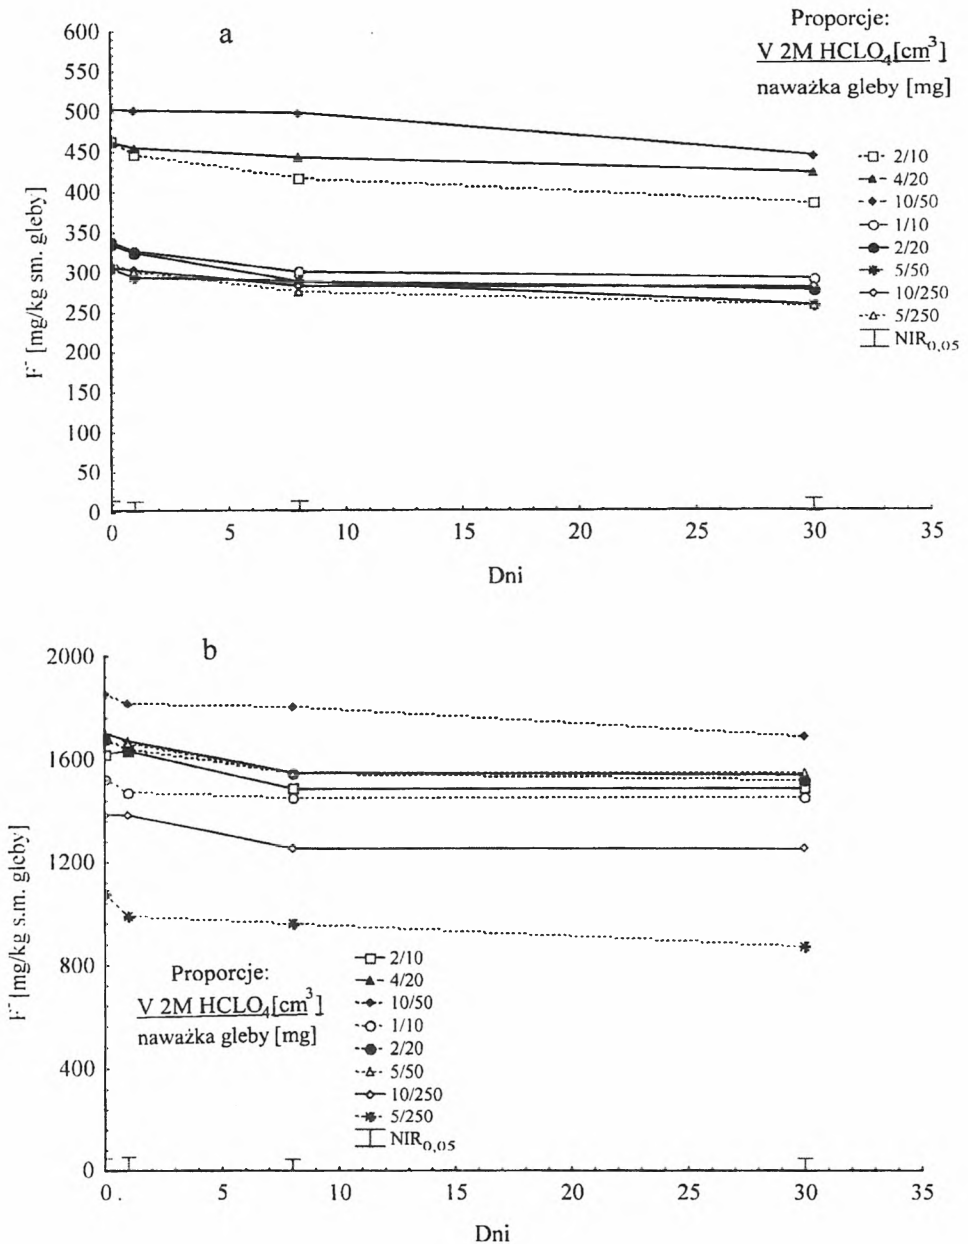 a
Proporcje:
V 2M HCLO₄[cm³]
naważka gleby [mg]
600
550
500
450
400
350
300
250
200
150
100
50
0
F⁻ [mg/kg sm. gleby]
2/10
4/20
10/50
1/10
2/20
5/50
10/250
5/250
NIR₀,₀₅
0 5 10 15 20 25 30 35
Dni
b
2000
1600
1200
800
400
0
F⁻ [mg/kg s.m. gleby]
Proporcje:
V 2M HCLO₄[cm³]
naważka gleby [mg]
2/10
4/20
10/50
1/10
2/20
5/50
10/250
5/250
NIR₀,₀₅
0 5 10 15 20 25 30 35
Dni